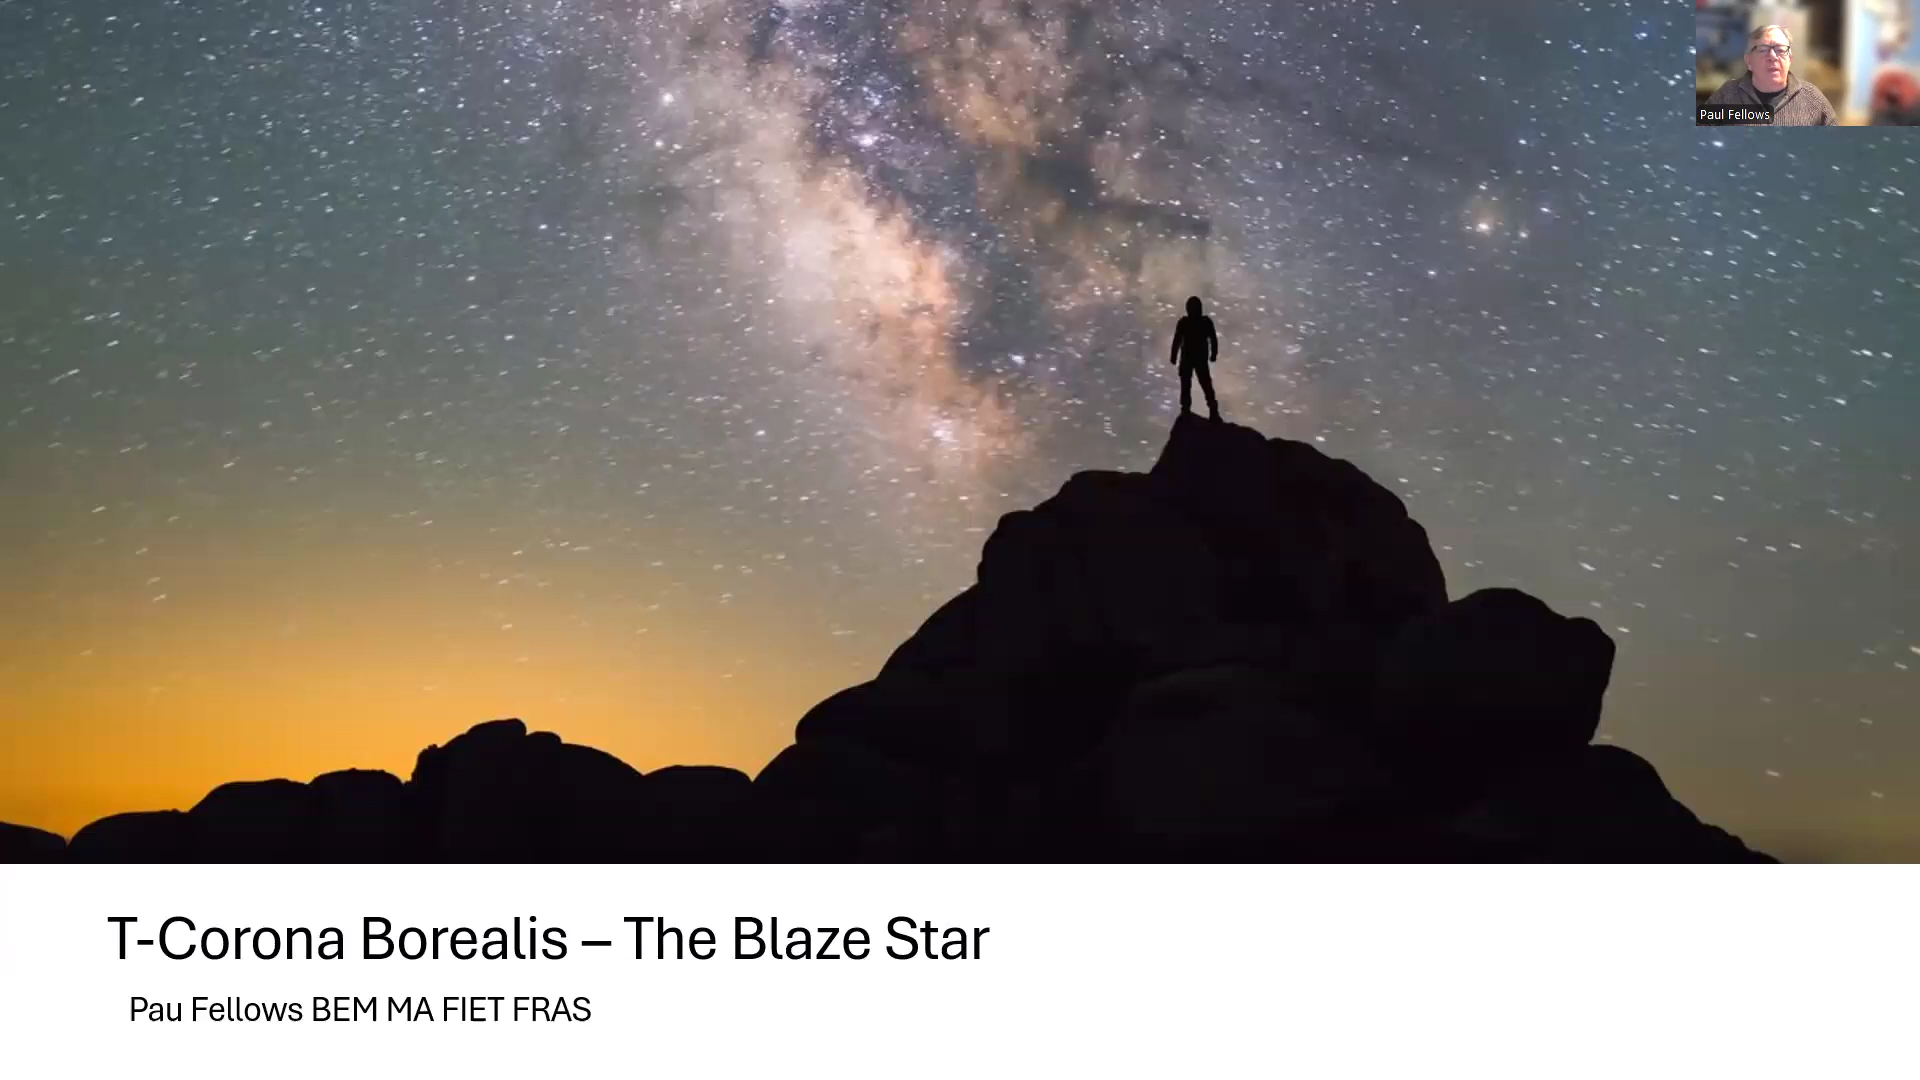 Paul Fellows
T-Corona Borealis – The Blaze Star
Pau Fellows BEM MA FIET FRAS